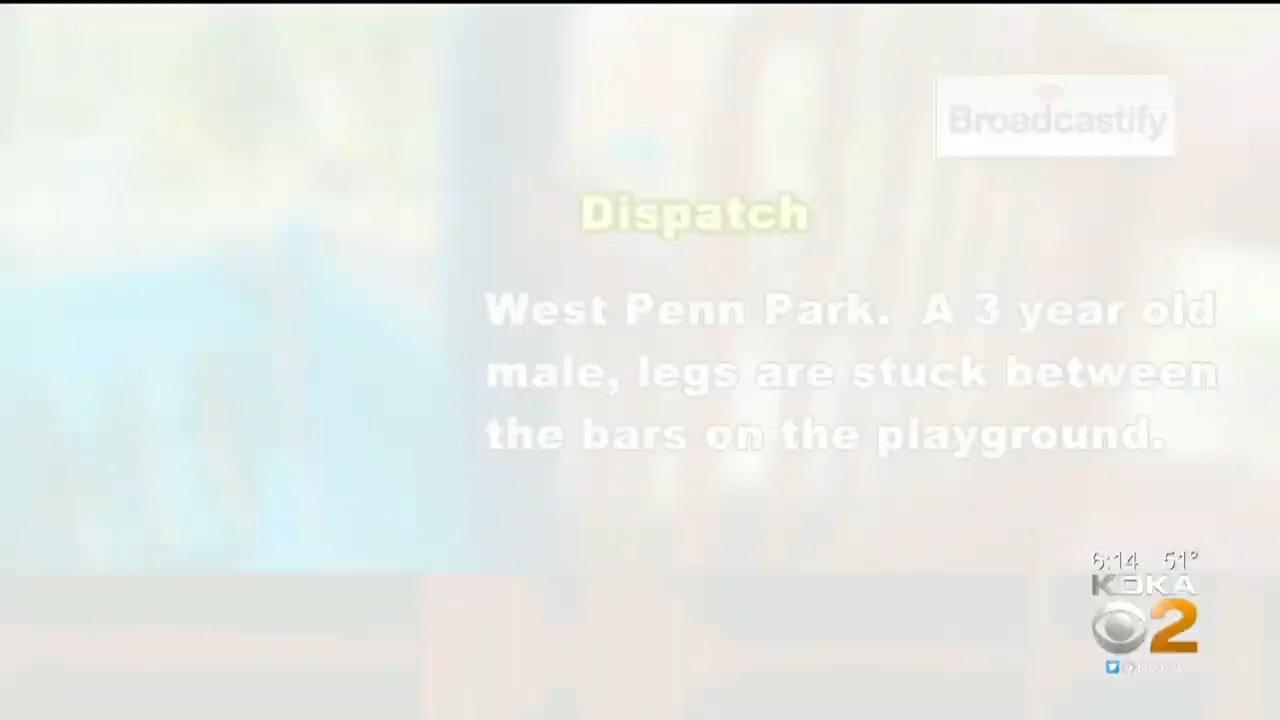 Broadcastify
Dispatch
West Penn Park. A 3 year old
male, legs are stuck between
the bars on the playground.
6:14 51°
KDKA
2